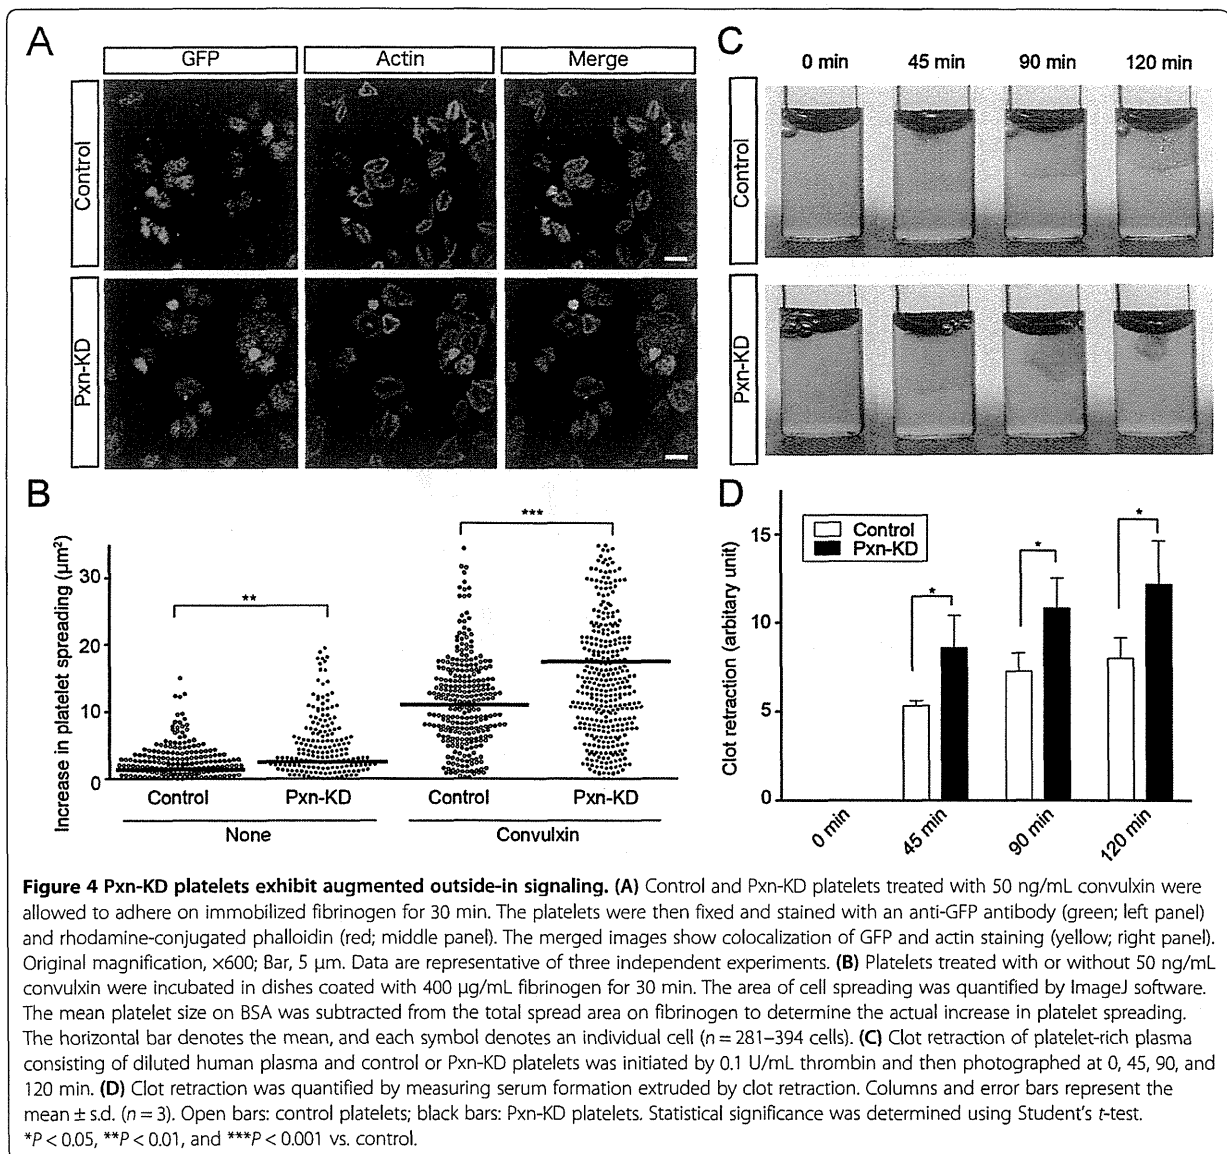 A
GFP
Actin
Merge
Control
Pxn-KD
B
Increase in platelet spreading (μm²)
30
20
10
0
**
***
Control
Pxn-KD
Control
Pxn-KD
None
Convulxin
C
0 min
45 min
90 min
120 min
Control
Pxn-KD
D
Clot retraction (arbitary unit)
15
10
5
0
Control
Pxn-KD
*
*
*
0 min
45 min
90 min
120 min
Figure 4 Pxn-KD platelets exhibit augmented outside-in signaling. (A) Control and Pxn-KD platelets treated with 50 ng/mL convulxin were
allowed to adhere on immobilized fibrinogen for 30 min. The platelets were then fixed and stained with an anti-GFP antibody (green; left panel)
and rhodamine-conjugated phalloidin (red; middle panel). The merged images show colocalization of GFP and actin staining (yellow; right panel).
Original magnification, ×600; Bar, 5 μm. Data are representative of three independent experiments. (B) Platelets treated with or without 50 ng/mL
convulxin were incubated in dishes coated with 400 μg/mL fibrinogen for 30 min. The area of cell spreading was quantified by ImageJ software.
The mean platelet size on BSA was subtracted from the total spread area on fibrinogen to determine the actual increase in platelet spreading.
The horizontal bar denotes the mean, and each symbol denotes an individual cell (n = 281–394 cells). (C) Clot retraction of platelet-rich plasma
consisting of diluted human plasma and control or Pxn-KD platelets was initiated by 0.1 U/mL thrombin and then photographed at 0, 45, 90, and
120 min. (D) Clot retraction was quantified by measuring serum formation extruded by clot retraction. Columns and error bars represent the
mean ± s.d. (n = 3). Open bars: control platelets; black bars: Pxn-KD platelets. Statistical significance was determined using Student's t-test.
*P < 0.05, **P < 0.01, and ***P < 0.001 vs. control.